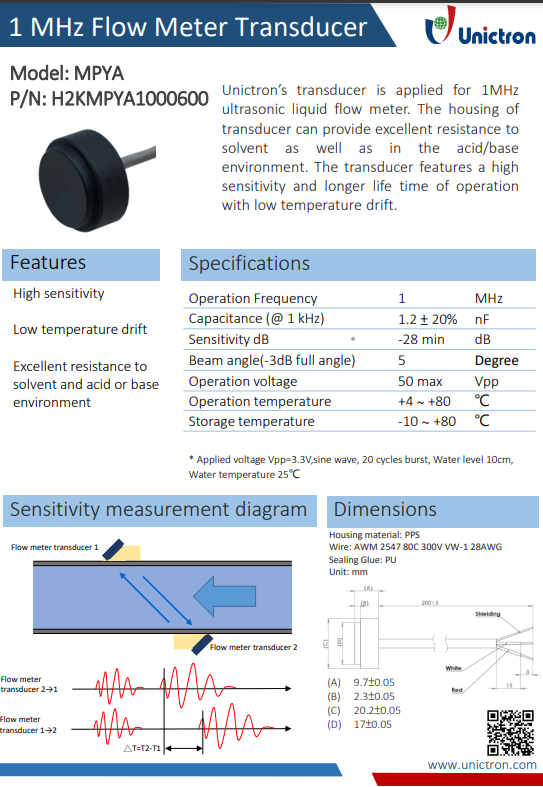 1 MHz Flow Meter Transducer
Unictron
Model: MPYA
P/N: H2KMPYA1000600
Unictron's transducer is applied for 1MHz
ultrasonic liquid flow meter. The housing of
transducer can provide excellent resistance to
solvent as well as in the acid/base
environment. The transducer features a high
sensitivity and longer life time of operation
with low temperature drift.
Features
High sensitivity
Low temperature drift
Excellent resistance to
solvent and acid or base
environment
Specifications
Operation Frequency 1 MHz
Capacitance (@ 1 kHz) 1.2 ± 20% nF
Sensitivity dB * -28 min dB
Beam angle(-3dB full angle) 5 Degree
Operation voltage 50 max Vpp
Operation temperature +4 ~ +80 ℃
Storage temperature -10 ~ +80 ℃
* Applied voltage Vpp=3.3V,sine wave, 20 cycles burst, Water level 10cm,
Water temperature 25℃
Sensitivity measurement diagram
Flow meter transducer 1
Flow meter transducer 2
Flow meter
transducer 2→1
Flow meter
transducer 1→2
△T=T2-T1
Dimensions
Housing material: PPS
Wire: AWM 2547 80C 300V VW-1 28AWG
Sealing Glue: PU
Unit: mm
(A)
(B)
200±3
(C)
(D)
Shielding
White
Red
3
15
(A) 9.7±0.05
(B) 2.3±0.05
(C) 20.2±0.05
(D) 17±0.05
www.unictron.com